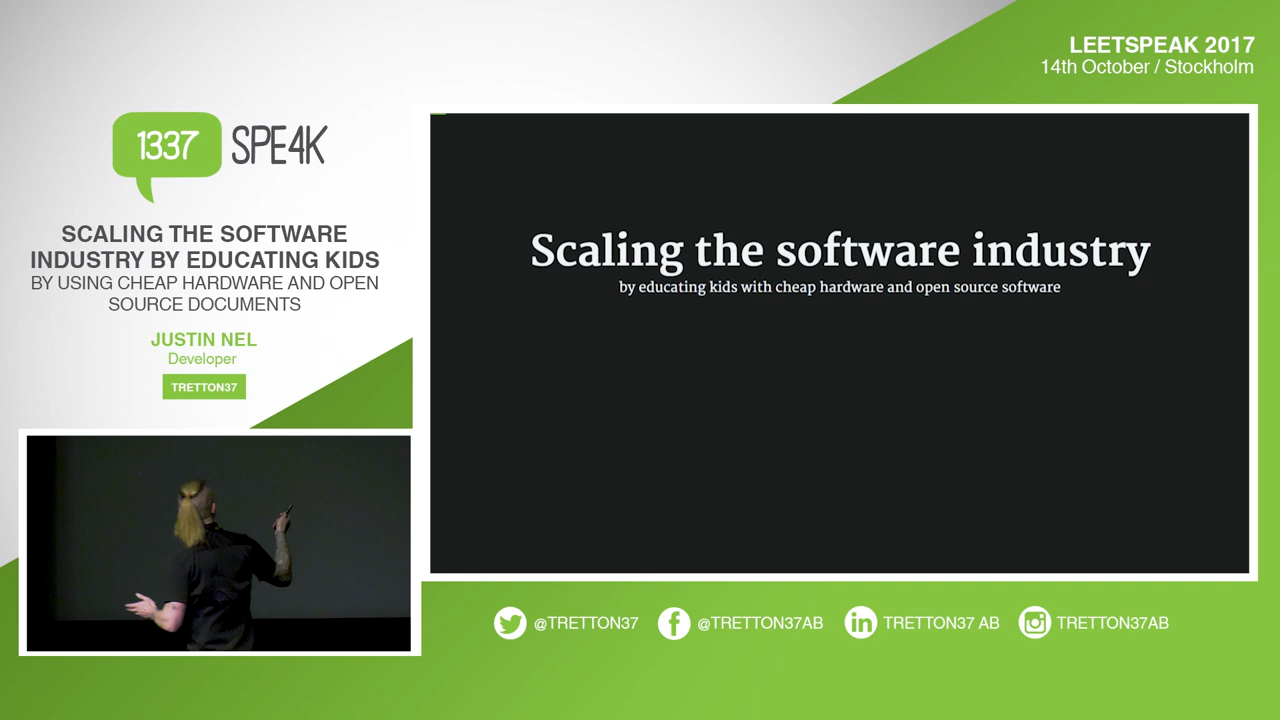 LEETSPEAK 2017
14th October / Stockholm
1337 SPE4K
SCALING THE SOFTWARE
INDUSTRY BY EDUCATING KIDS
BY USING CHEAP HARDWARE AND OPEN
SOURCE DOCUMENTS
JUSTIN NEL
Developer
TRETTON37
Scaling the software industry
by educating kids with cheap hardware and open source software
@TRETTON37
@TRETTON37AB
TRETTON37 AB
TRETTON37AB